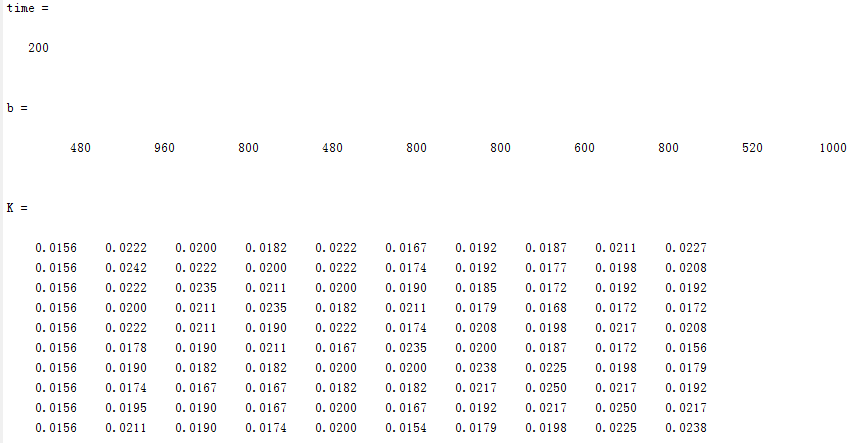 time =
200
b =
480 960 800 480 800 800 600 800 520 1000
K =
0.0156 0.0222 0.0200 0.0182 0.0222 0.0167 0.0192 0.0187 0.0211 0.0227
0.0156 0.0242 0.0222 0.0200 0.0222 0.0174 0.0192 0.0177 0.0198 0.0208
0.0156 0.0222 0.0235 0.0211 0.0200 0.0190 0.0185 0.0172 0.0192 0.0192
0.0156 0.0200 0.0211 0.0235 0.0182 0.0211 0.0179 0.0168 0.0172 0.0172
0.0156 0.0222 0.0211 0.0190 0.0222 0.0174 0.0208 0.0198 0.0217 0.0208
0.0156 0.0178 0.0190 0.0211 0.0167 0.0235 0.0200 0.0187 0.0172 0.0156
0.0156 0.0190 0.0182 0.0182 0.0200 0.0200 0.0238 0.0225 0.0198 0.0179
0.0156 0.0174 0.0167 0.0167 0.0182 0.0182 0.0217 0.0250 0.0217 0.0192
0.0156 0.0195 0.0190 0.0167 0.0200 0.0167 0.0192 0.0217 0.0250 0.0217
0.0156 0.0211 0.0190 0.0174 0.0200 0.0154 0.0179 0.0198 0.0225 0.0238